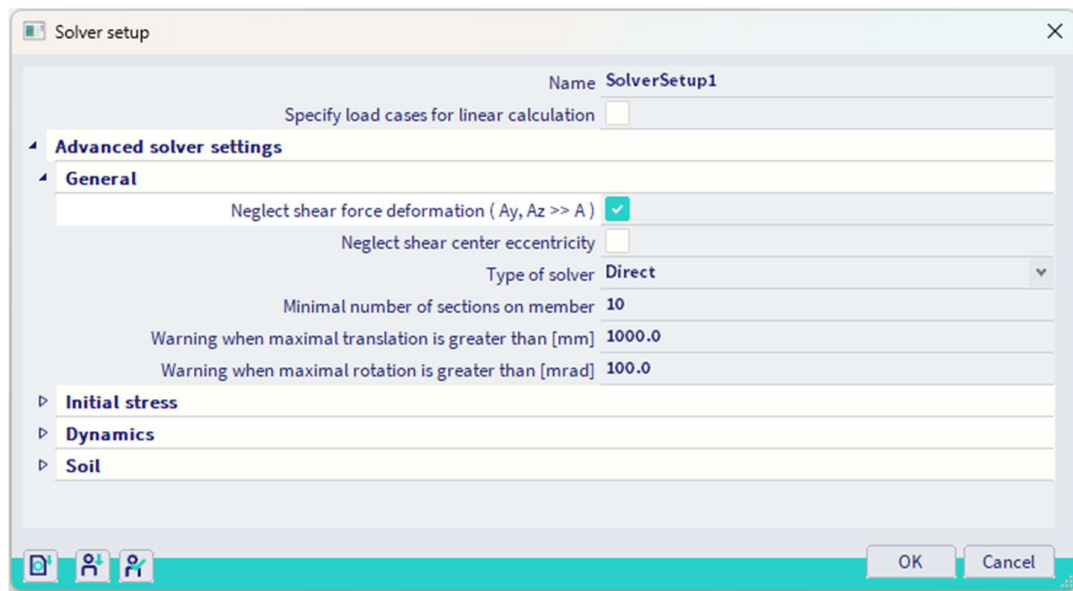 Solver setup
Name SolverSetup1
Specify load cases for linear calculation
Advanced solver settings
General
Neglect shear force deformation ( Ay, Az >> A )
Neglect shear center eccentricity
Type of solver Direct
Minimal number of sections on member 10
Warning when maximal translation is greater than [mm] 1000.0
Warning when maximal rotation is greater than [mrad] 100.0
Initial stress
Dynamics
Soil
OK Cancel